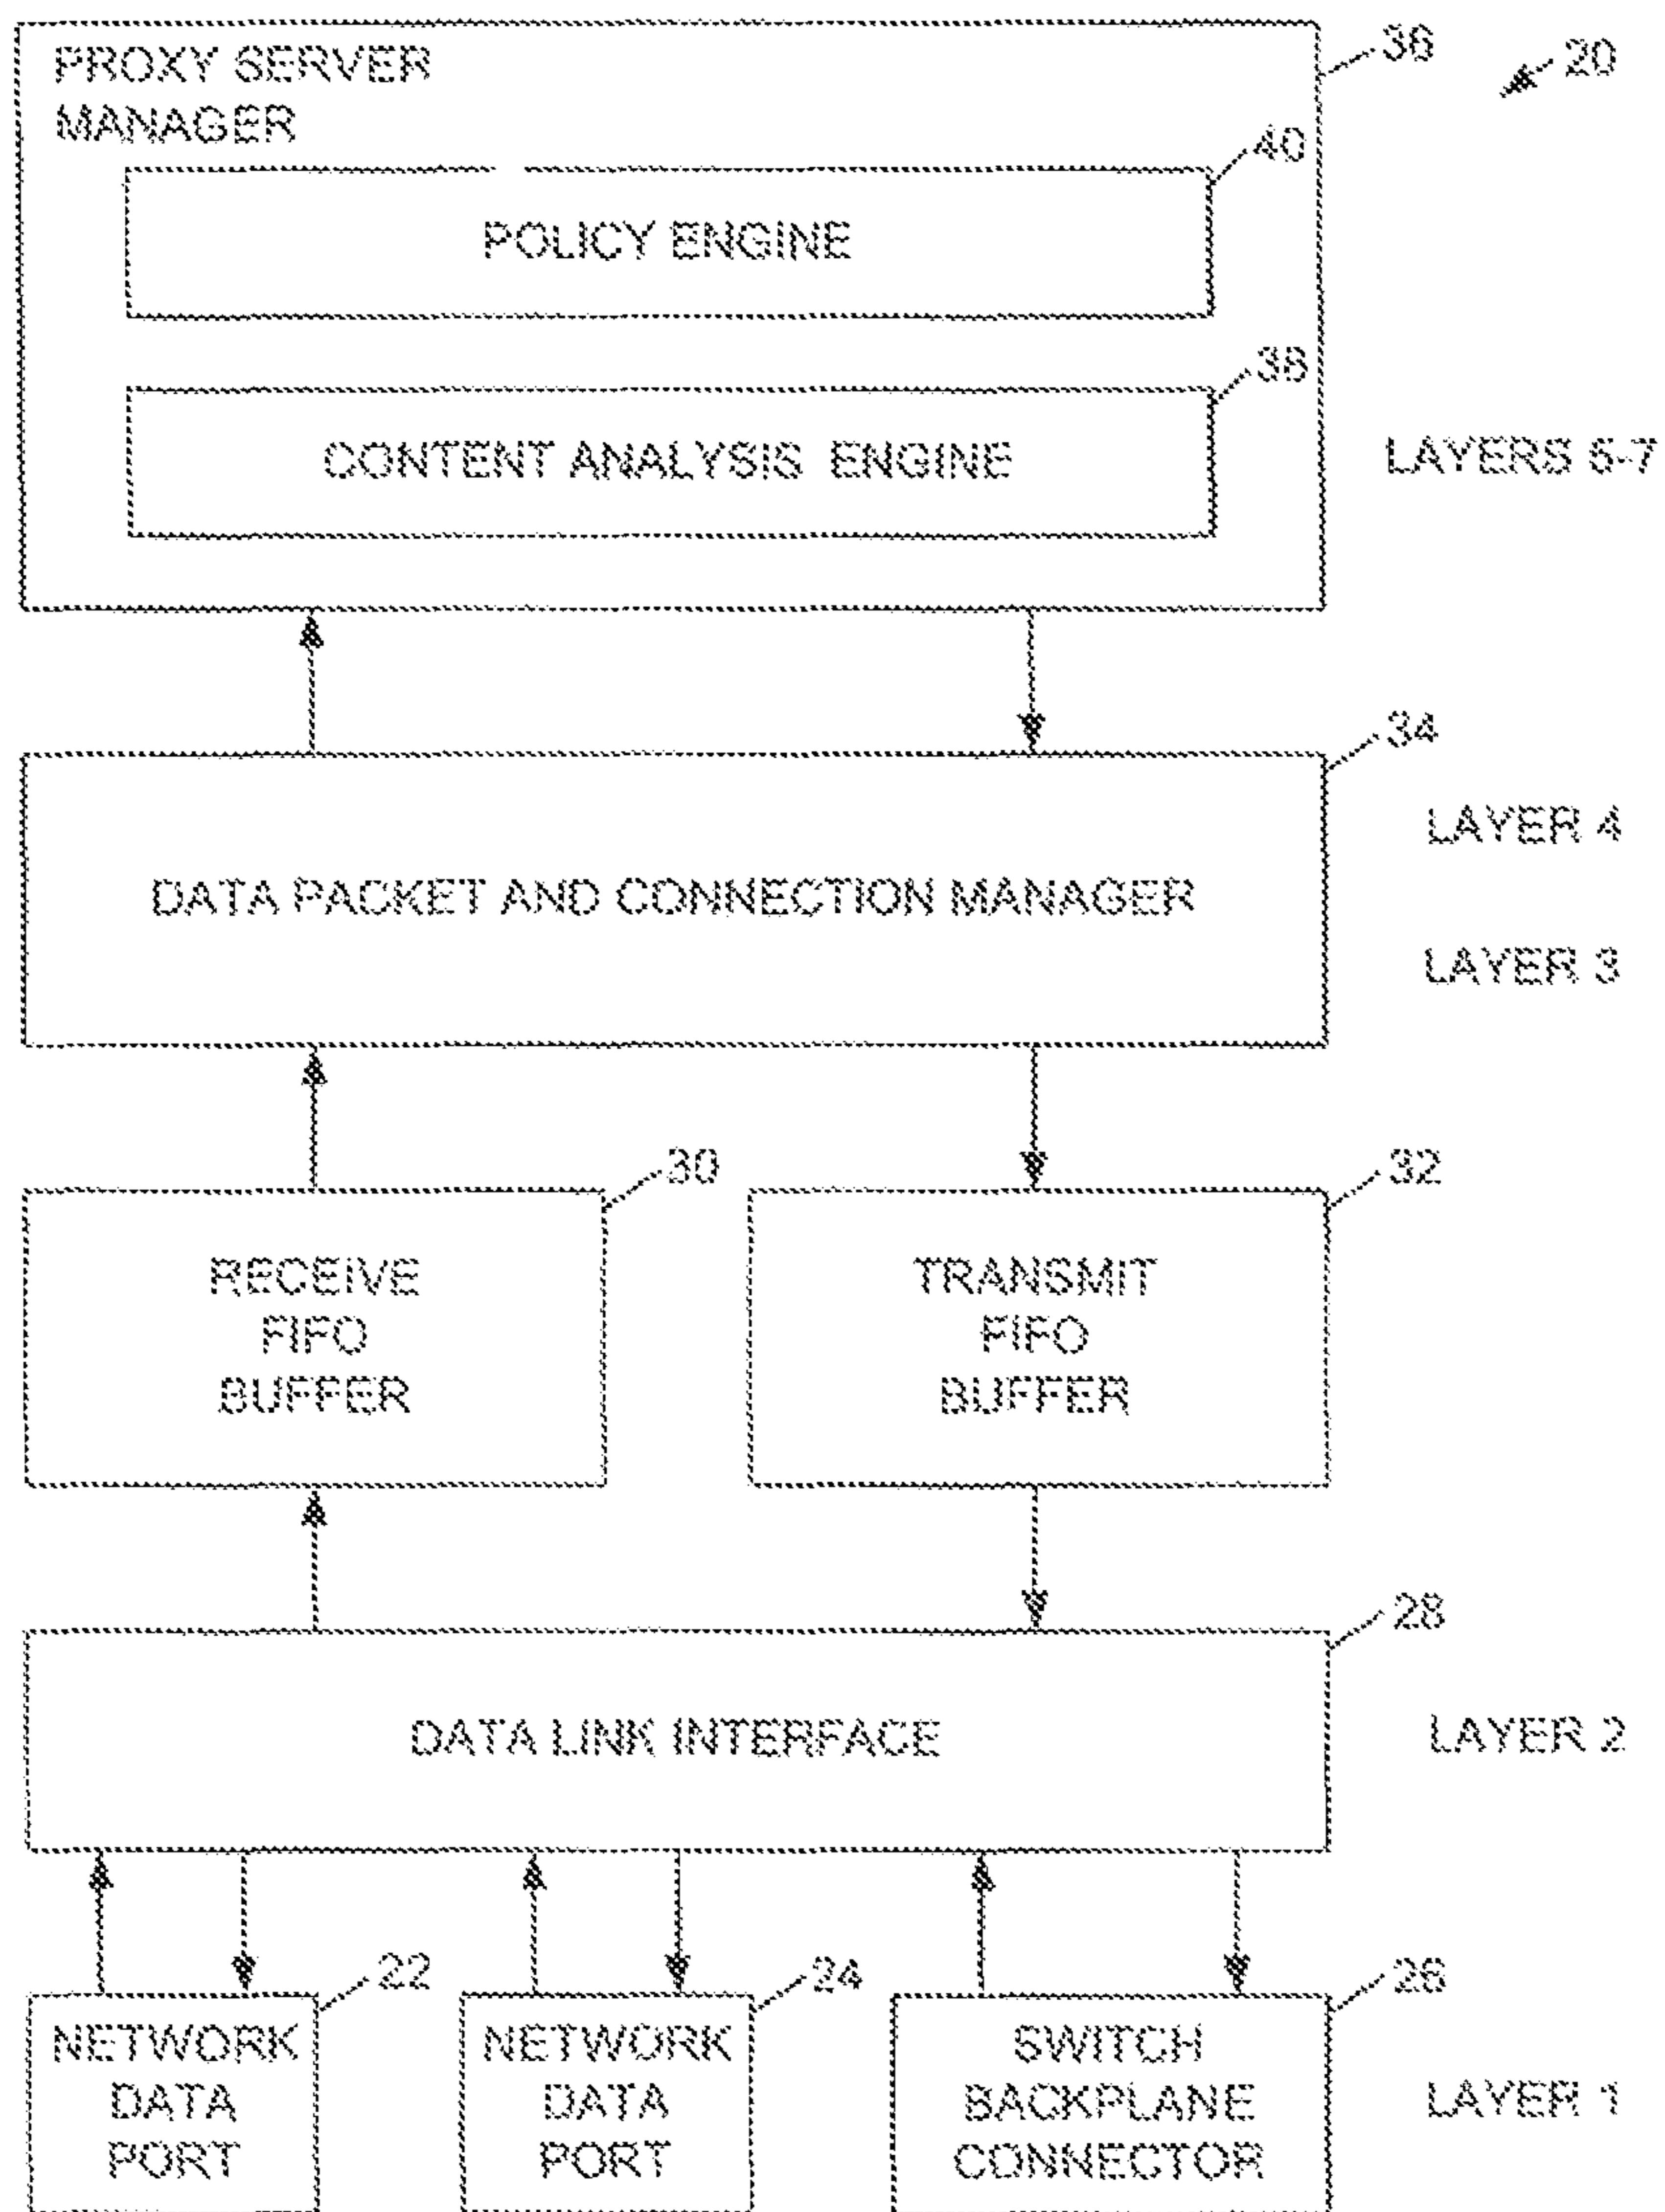 PROXY SERVER
MANAGER
36
20
40
POLICY ENGINE
38
CONTENT ANALYSIS ENGINE
LAYERS 5-7
34
LAYER 4
DATA PACKET AND CONNECTION MANAGER
LAYER 3
30
32
RECEIVE
FIFO
BUFFER
TRANSMIT
FIFO
BUFFER
28
DATA LINK INTERFACE
LAYER 2
22
24
26
NETWORK
DATA
PORT
NETWORK
DATA
PORT
SWITCH
BACKPLANE
CONNECTOR
LAYER 1